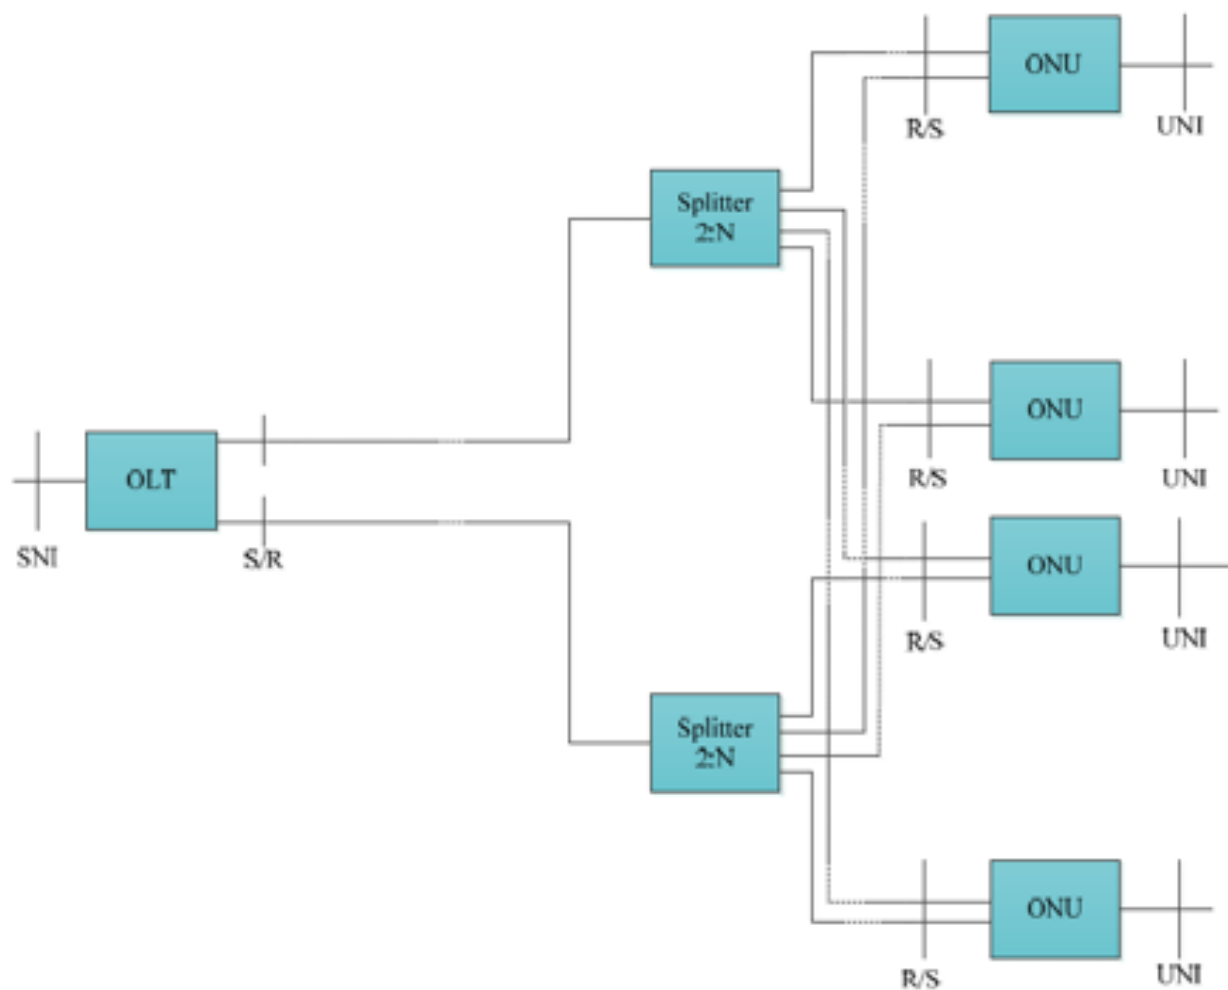 ONU
R/S
UNI
Splitter
2:N
ONU
OLT
R/S
UNI
SNI
S/R
ONU
R/S
UNI
Splitter
2:N
ONU
R/S
UNI